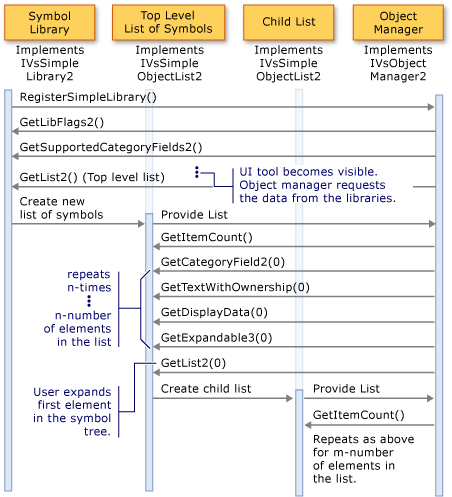 Symbol
Library
Top Level
List of Symbols
Child List
Object
Manager
Implements
IVsSimple
Library2
Implements
IVsSimple
ObjectList2
Implements
IVsSimple
ObjectList2
Implements
IVsObject
Manager2
RegisterSimpleLibrary()
GetLibFlags2()
GetSupportedCategoryFields2()
GetList2() (Top level list)
UI tool becomes visible.
Object manager requests
the data from the libraries.
Create new
list of symbols
Provide List
GetItemCount()
GetCategoryField2(0)
GetTextWithOwnership(0)
GetDisplayData(0)
GetExpandable3(0)
repeats
n-times
n-number
of elements
in the list
GetList2(0)
User expands
first element
in the symbol
tree.
Create child list
Provide List
GetItemCount()
Repeats as above
for m-number
of elements in
the list.